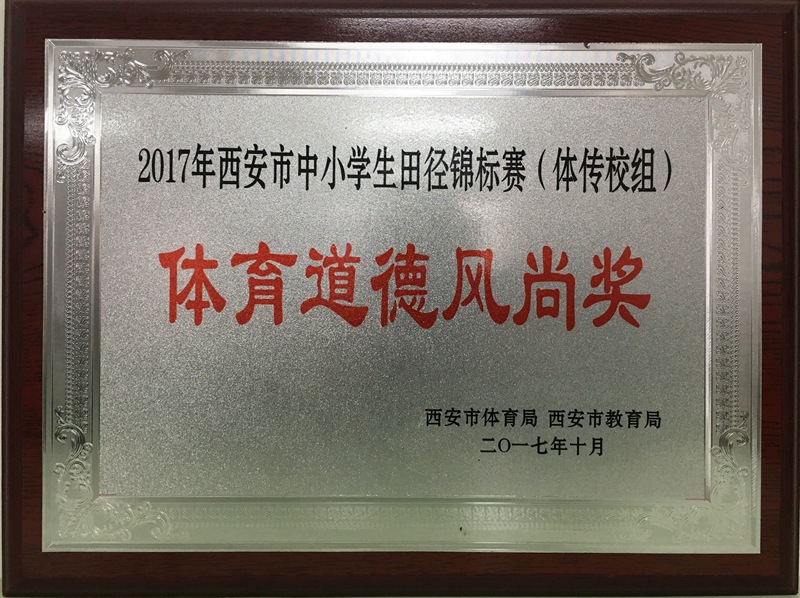 2017年西安市中小学生田径锦标赛（体传校组）
体育道德风尚奖
西安市体育局 西安市教育局
二〇一七年十月